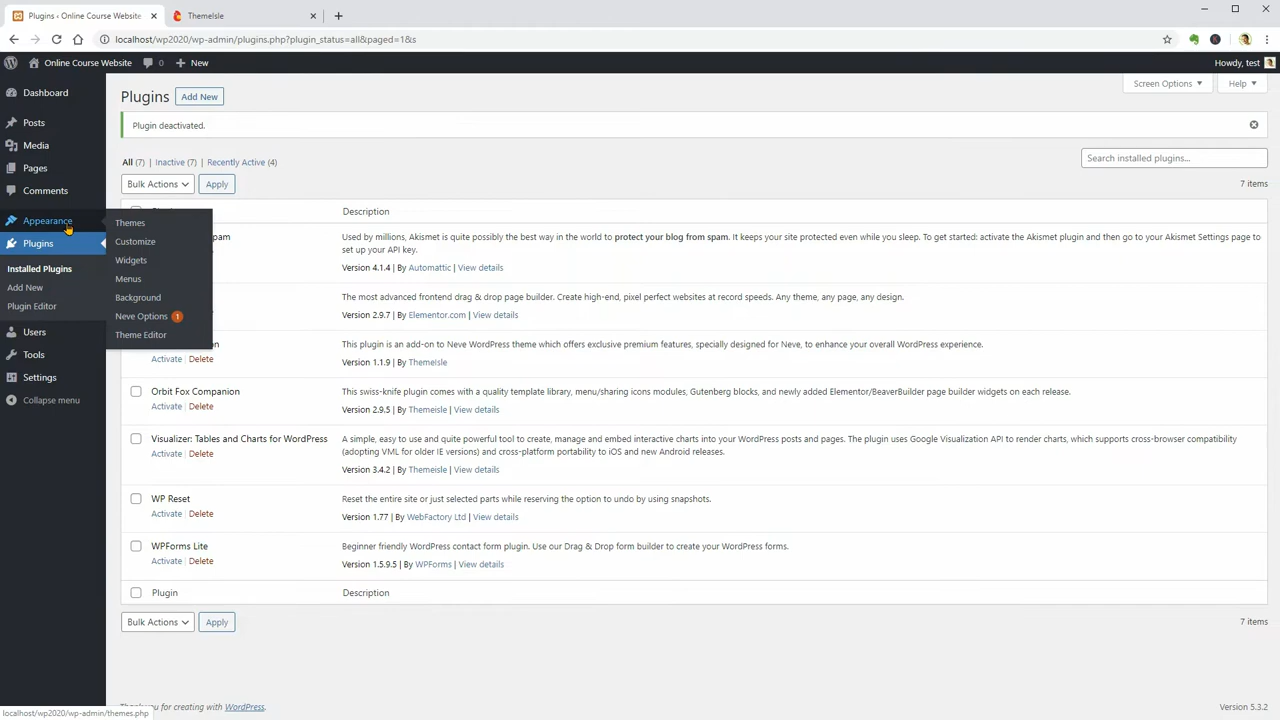 Plugins ‹ Online Course Website
ThemeIsle
localhost/wp2020/wp-admin/plugins.php?plugin_status=all&paged=1&s
Online Course Website
0
New
Howdy, test
Dashboard
Posts
Media
Pages
Comments
Appearance
Plugins
Installed Plugins
Add New
Plugin Editor
Users
Tools
Settings
Collapse menu
Themes
Customize
Widgets
Menus
Background
Neve Options 1
Theme Editor
Plugins
Add New
Screen Options
Help
Plugin deactivated.
All (7) | Inactive (7) | Recently Active (4)
Search installed plugins...
Bulk Actions
Apply
7 items
Description
Used by millions, Akismet is quite possibly the best way in the world to protect your blog from spam. It keeps your site protected even while you sleep. To get started: activate the Akismet plugin and then go to your Akismet Settings page to
set up your API key.
Version 4.1.4 | By Automattic | View details
The most advanced frontend drag & drop page builder. Create high-end, pixel perfect websites at record speeds. Any theme, any page, any design.
Version 2.9.7 | By Elementor.com | View details
This plugin is an add-on to Neve WordPress theme which offers exclusive premium features, specially designed for Neve, to enhance your overall WordPress experience.
Activate | Delete
Version 1.1.9 | By ThemeIsle
Orbit Fox Companion
This swiss-knife plugin comes with a quality template library, menu/sharing icons modules, Gutenberg blocks, and newly added Elementor/BeaverBuilder page builder widgets on each release.
Activate | Delete
Version 2.9.5 | By Themeisle | View details
Visualizer: Tables and Charts for WordPress
A simple, easy to use and quite powerful tool to create, manage and embed interactive charts into your WordPress posts and pages. The plugin uses Google Visualization API to render charts, which supports cross-browser compatibility
(adopting VML for older IE versions) and cross-platform portability to iOS and new Android releases.
Activate | Delete
Version 3.4.2 | By Themeisle | View details
WP Reset
Reset the entire site or just selected parts while reserving the option to undo by using snapshots.
Activate | Delete
Version 1.77 | By WebFactory Ltd | View details
WPForms Lite
Beginner friendly WordPress contact form plugin. Use our Drag & Drop form builder to create your WordPress forms.
Activate | Delete
Version 1.5.9.5 | By WPForms | View details
Plugin
Description
Bulk Actions
Apply
7 items
you for creating with WordPress.
Version 5.3.2
localhost/wp2020/wp-admin/themes.php